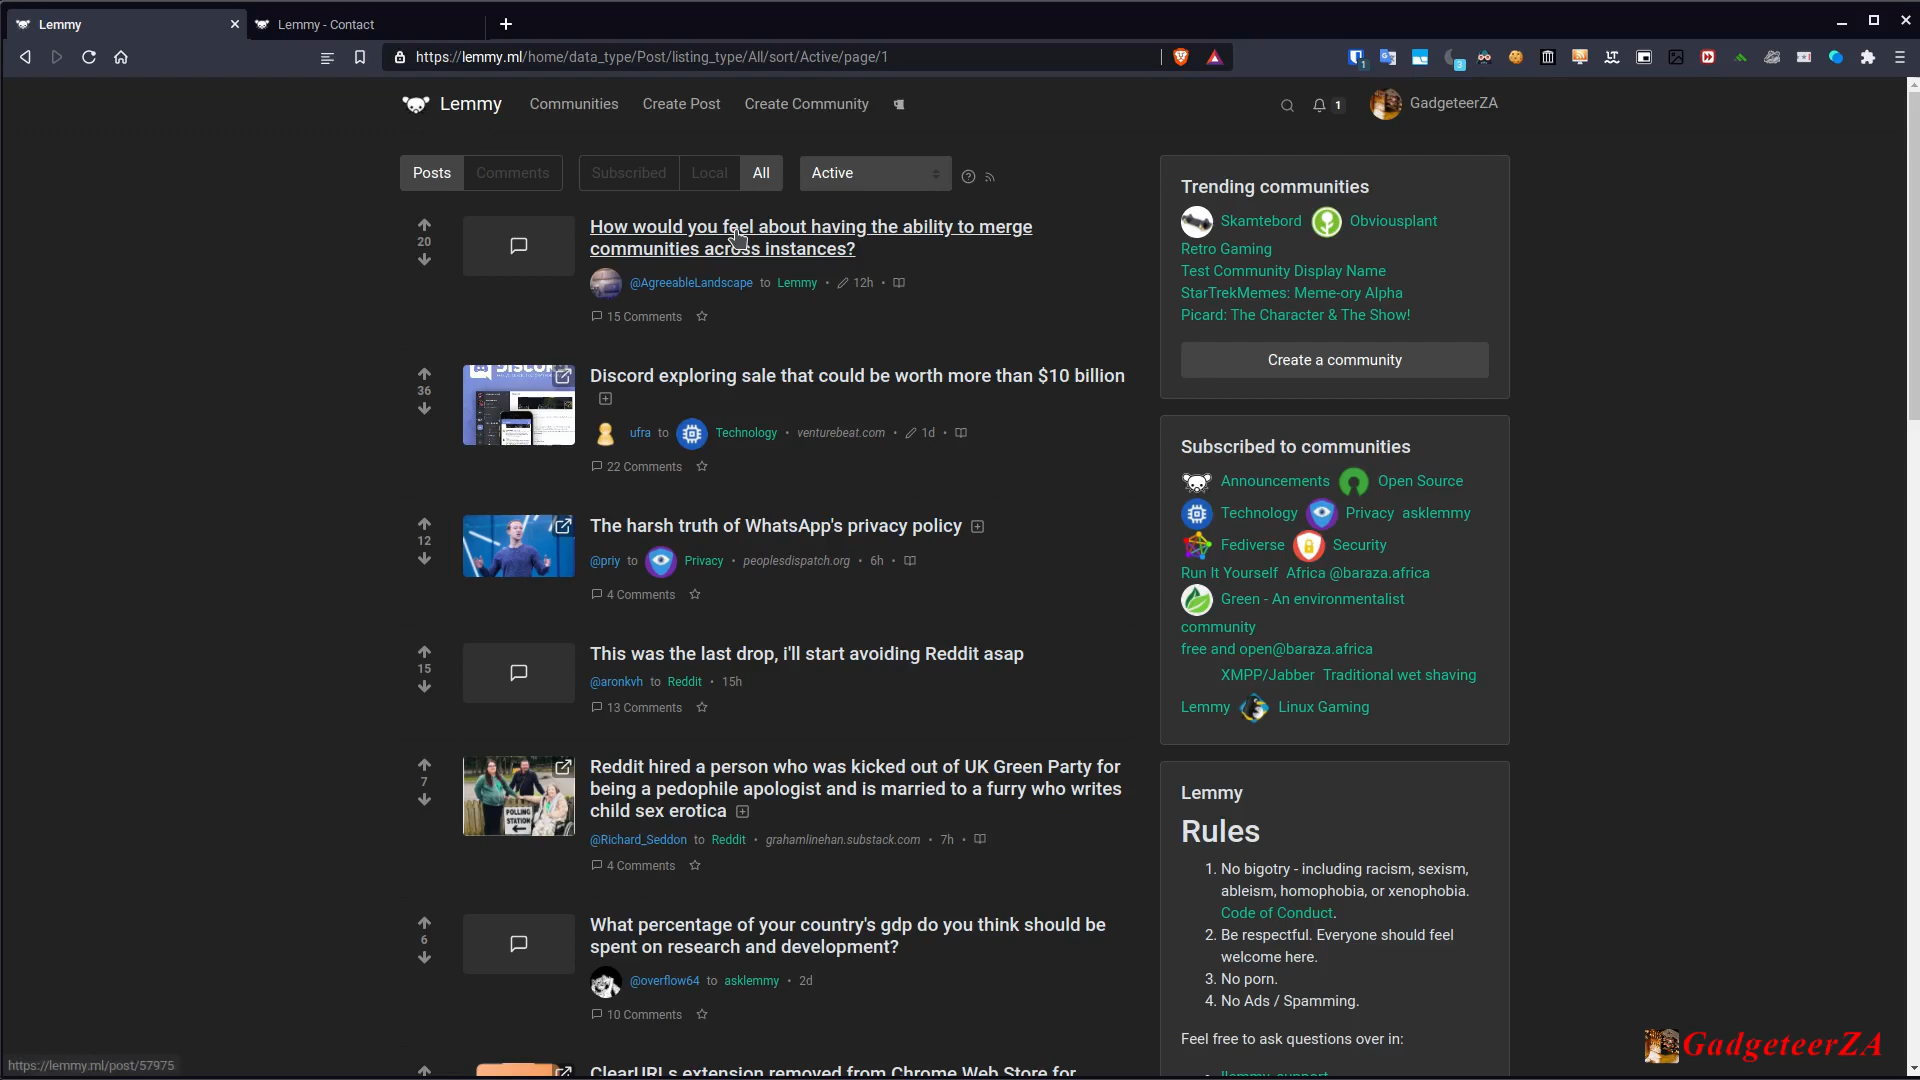 Lemmy
Lemmy - Contact
https://lemmy.ml/home/data_type/Post/listing_type/All/sort/Active/page/1
1
3
Lemmy Communities Create Post Create Community
1 GadgeteerZA
Posts Comments Subscribed Local All Active
20
How would you feel about having the ability to merge
communities across instances?
@AgreeableLandscape to Lemmy • 12h •
15 Comments
36
Discord exploring sale that could be worth more than $10 billion
ufra to Technology • venturebeat.com • 1d •
22 Comments
12
The harsh truth of WhatsApp's privacy policy
@priy to Privacy • peoplesdispatch.org • 6h •
4 Comments
15
This was the last drop, i'll start avoiding Reddit asap
@aronkvh to Reddit • 15h
13 Comments
7
Reddit hired a person who was kicked out of UK Green Party for
being a pedophile apologist and is married to a furry who writes
child sex erotica
POLLING
STATION
@Richard_Seddon to Reddit • grahamlinehan.substack.com • 7h •
4 Comments
6
What percentage of your country's gdp do you think should be
spent on research and development?
@overflow64 to asklemmy • 2d
10 Comments
ClearURLs extension removed from Chrome Web Store for
Trending communities
Skamtebord Obviousplant
Retro Gaming
Test Community Display Name
StarTrekMemes: Meme-ory Alpha
Picard: The Character & The Show!
Create a community
Subscribed to communities
Announcements Open Source
Technology Privacy asklemmy
Fediverse Security
Run It Yourself Africa @baraza.africa
Green - An environmentalist
community
free and open@baraza.africa
XMPP/Jabber Traditional wet shaving
Lemmy Linux Gaming
Lemmy
Rules
1. No bigotry - including racism, sexism,
ableism, homophobia, or xenophobia.
Code of Conduct.
2. Be respectful. Everyone should feel
welcome here.
3. No porn.
4. No Ads / Spamming.
Feel free to ask questions over in:
https://lemmy.ml/post/57975
GadgeteerZA